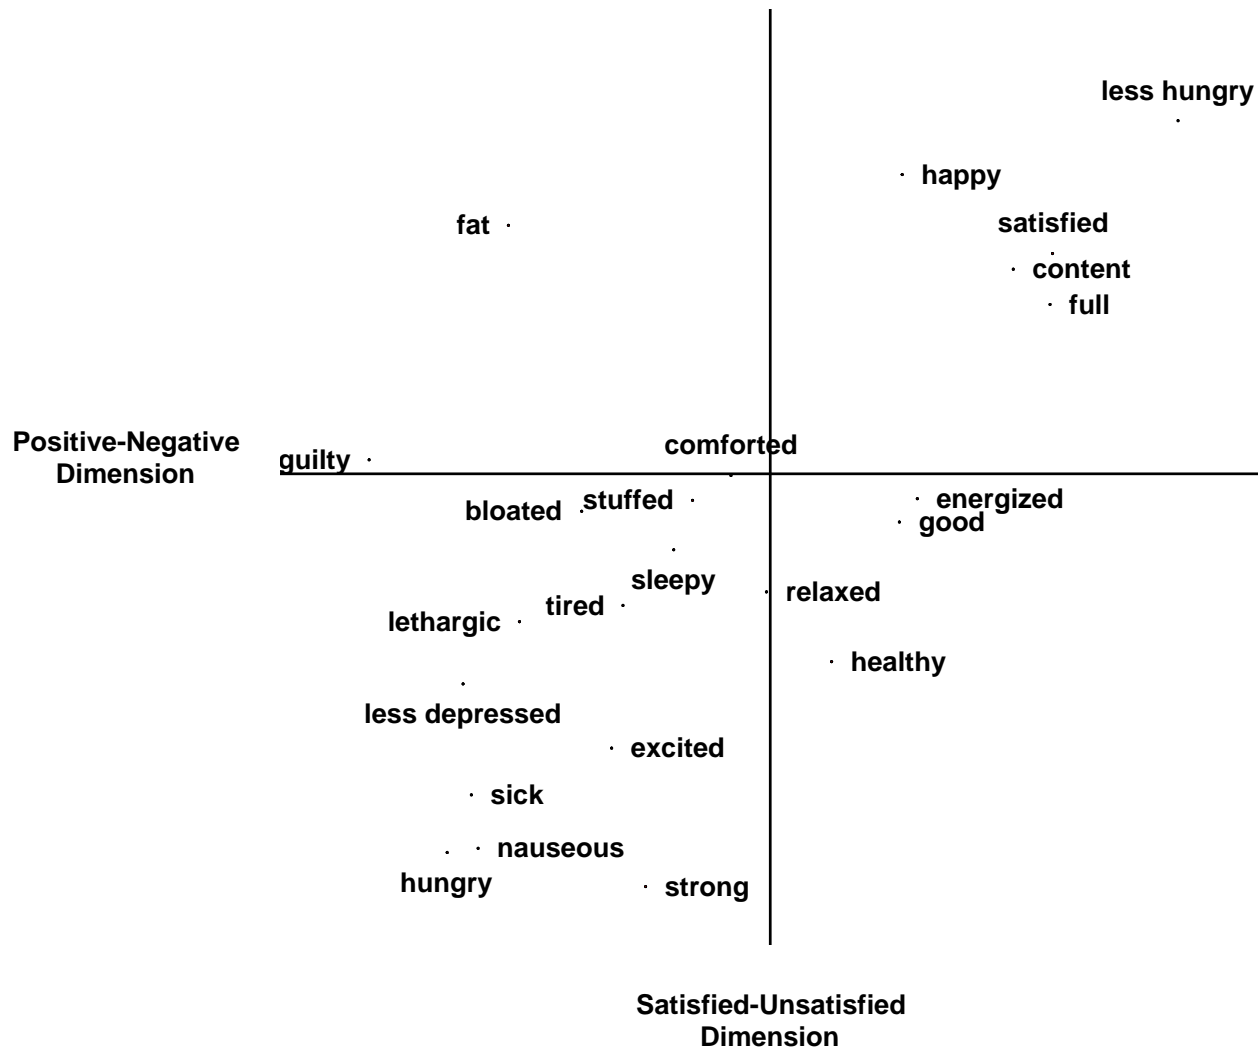 less hungry
happy
fat
satisfied
content
full
Positive-Negative
Dimension
guilty
comforted
bloated
stuffed
energized
good
sleepy
tired
relaxed
lethargic
healthy
less depressed
excited
sick
nauseous
hungry
strong
Satisfied-Unsatisfied
Dimension